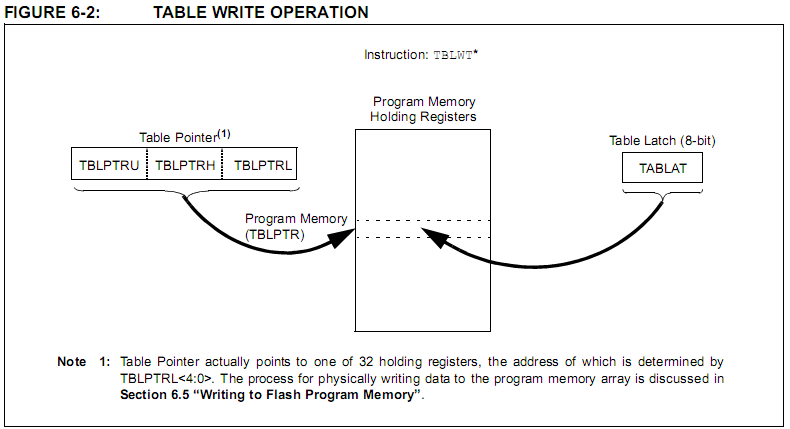 FIGURE 6-2: TABLE WRITE OPERATION
Instruction: TBLWT*
Program Memory
Holding Registers
Table Pointer(1)
Table Latch (8-bit)
TBLPTRU TBLPTRH TBLPTRL
TABLAT
Program Memory
(TBLPTR)
Note 1: Table Pointer actually points to one of 32 holding registers, the address of which is determined by
TBLPTRL<4:0>. The process for physically writing data to the program memory array is discussed in
Section 6.5 “Writing to Flash Program Memory”.